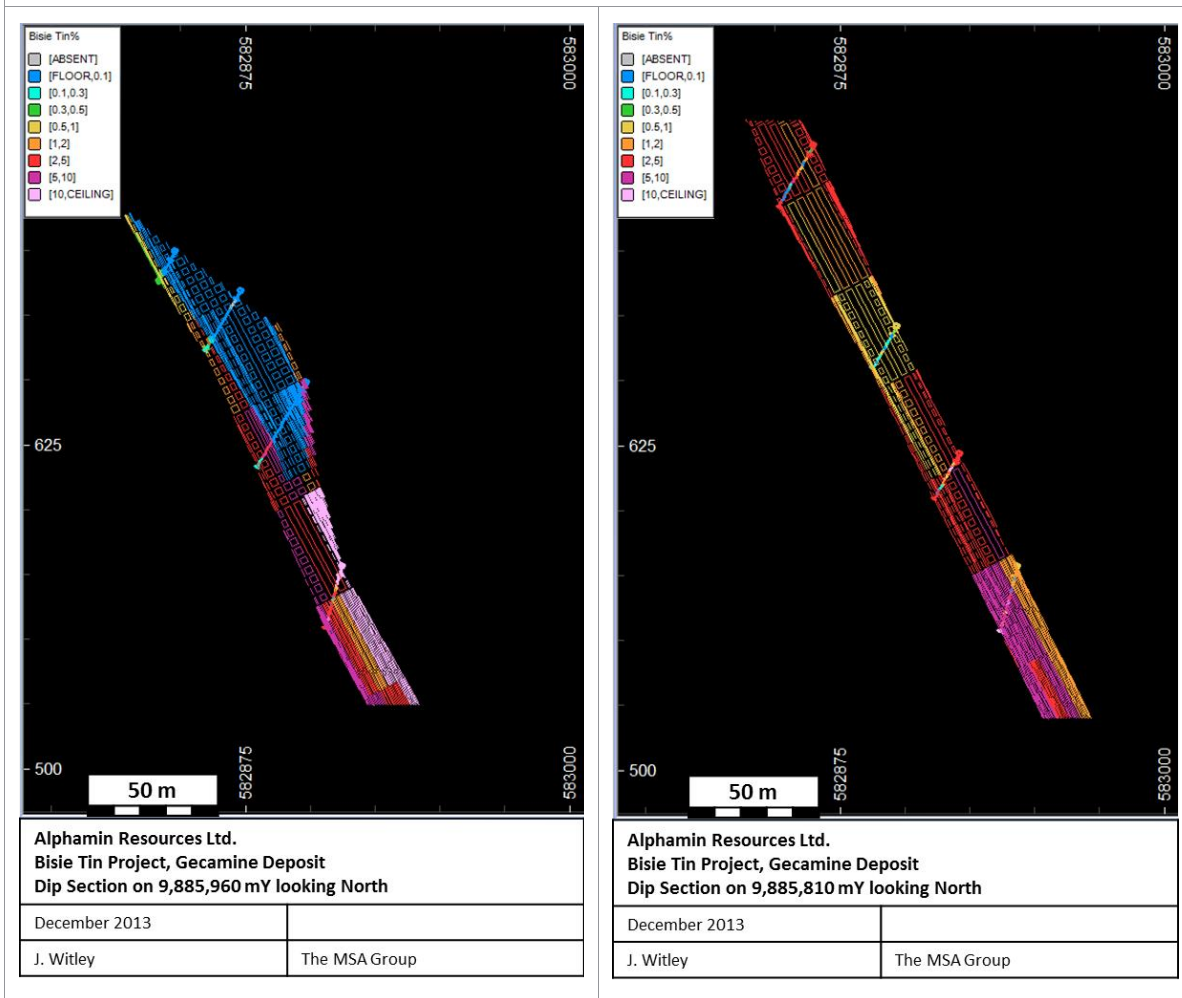 Bisie Tin%
[ABSENT]
[FLOOR,0.1]
[0.1,0.3]
[0.3,0.5]
[0.5,1]
[1,2]
[2,5]
[5,10]
[10,CEILING]
582875
583000
625
500
582875
583000
50 m
Alphamin Resources Ltd.
Bisie Tin Project, Gecamine Deposit
Dip Section on 9,885,960 mY looking North
December 2013
J. Witley
The MSA Group
Bisie Tin%
[ABSENT]
[FLOOR,0.1]
[0.1,0.3]
[0.3,0.5]
[0.5,1]
[1,2]
[2,5]
[5,10]
[10,CEILING]
582875
583000
625
500
582875
583000
50 m
Alphamin Resources Ltd.
Bisie Tin Project, Gecamine Deposit
Dip Section on 9,885,810 mY looking North
December 2013
J. Witley
The MSA Group